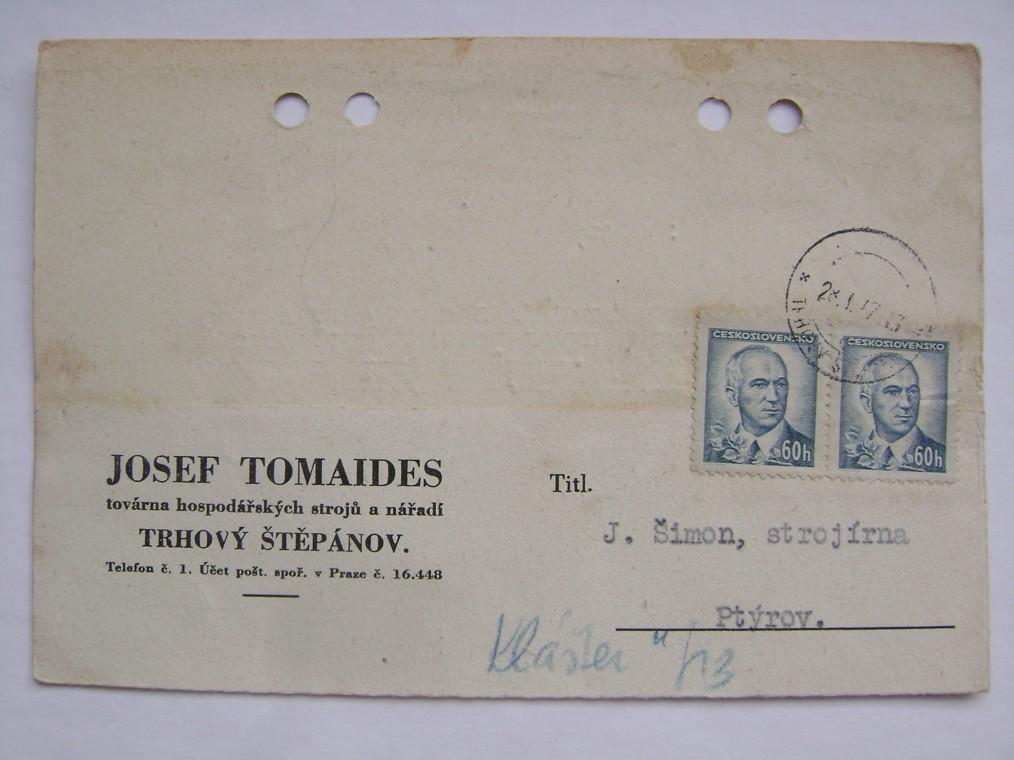 ČESKOSLOVENSKO
ČESKOSLOVENSKO
60h
60h
JOSEF TOMAIDES
továrna hospodářských strojů a nářadí
TRHOVÝ ŠTĚPÁNOV.
Telefon č. 1. Účet pošt. spoř. v Praze č. 16.448
Titl.
J. Šimon, strojírna
Ptýrov.
Klášter